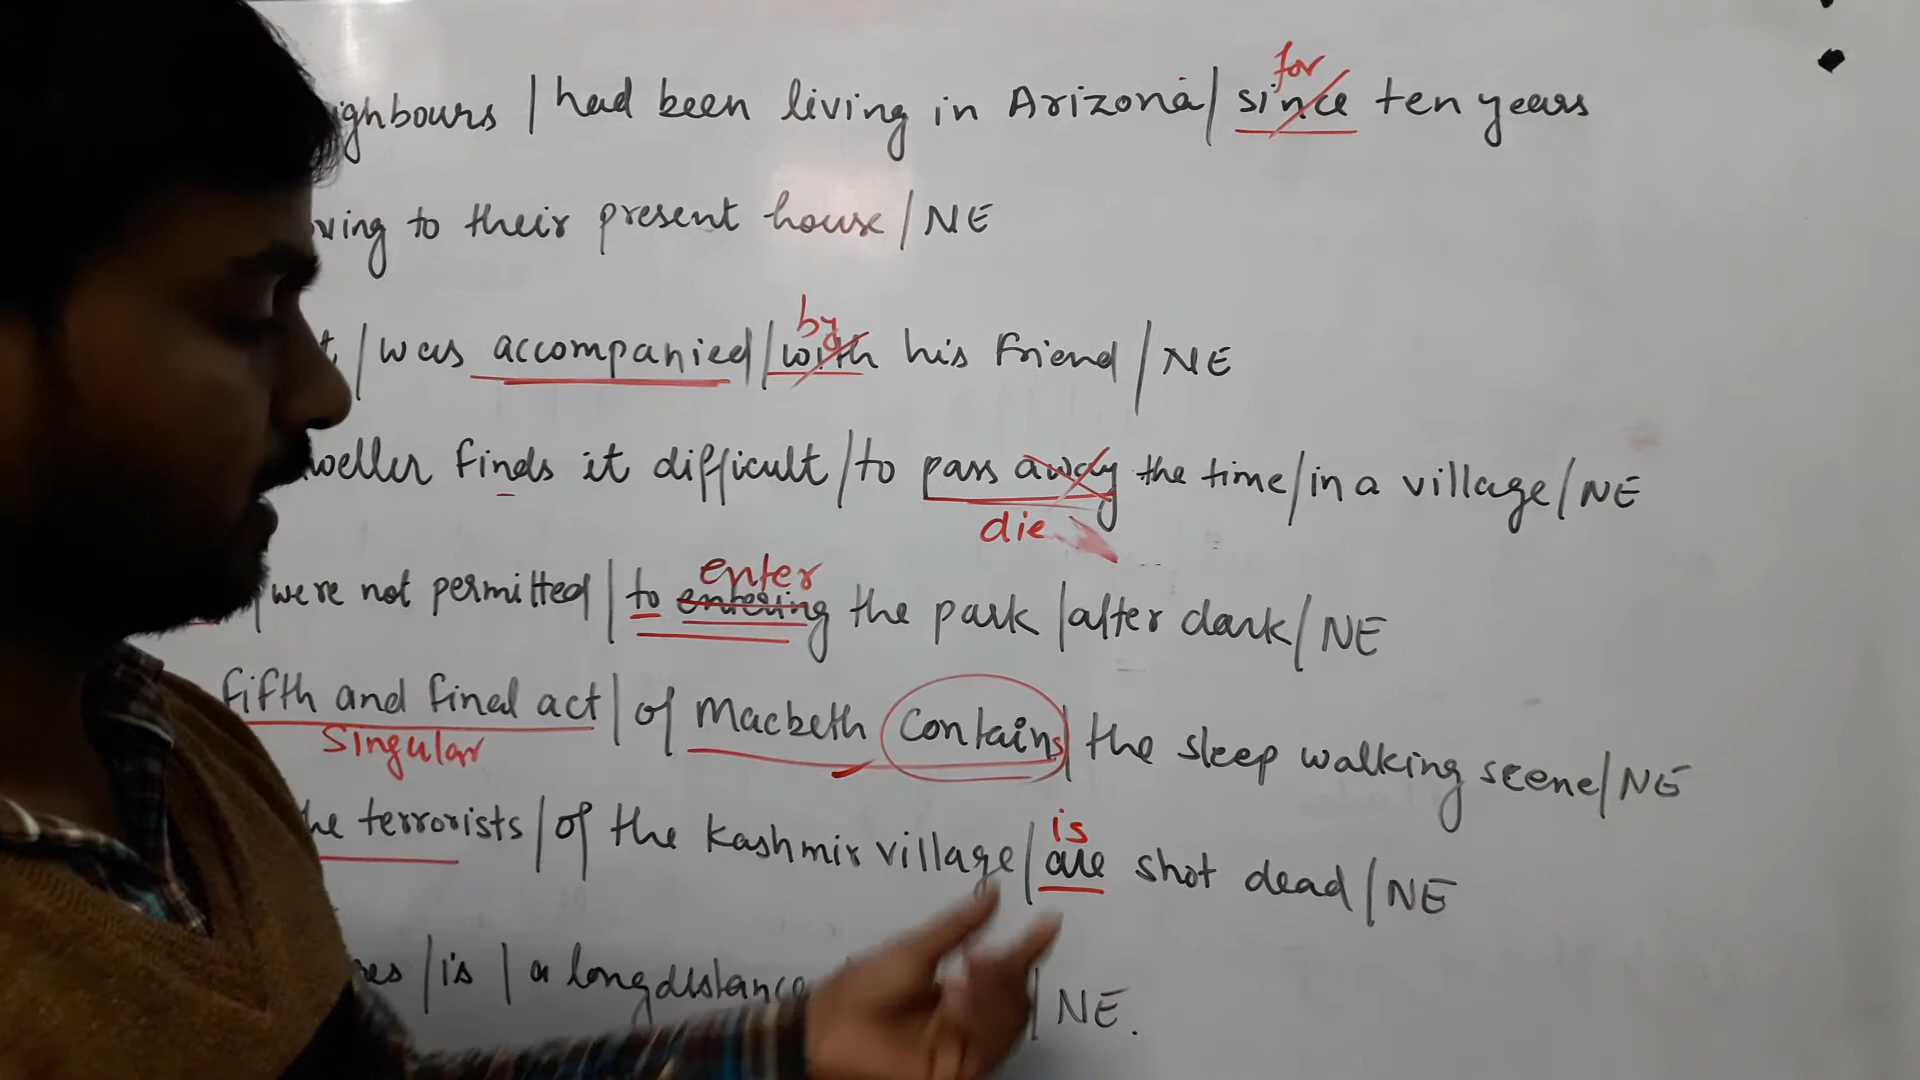 for
ighbours / had been living in Arizona / since ten years
ving to their present house / NE
by
t / was accompanied / with his friend / NE
weller finds it difficult / to pass away the time / in a village / NE
die
enter
/ were not permitted / to entering the park / after dark / NE
fifth and final act / of Macbeth Contains / the sleep walking scene / NE
Singular
is
he terrorists / of the Kashmir village / are shot dead / NE
es / is / a long distance / NE.